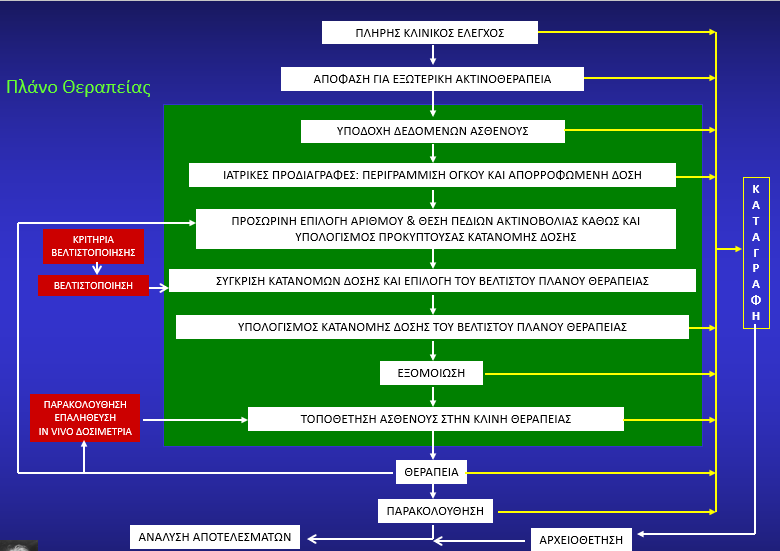 ΠΛΗΡΗΣ ΚΛΙΝΙΚΟΣ ΕΛΕΓΧΟΣ
ΑΠΟΦΑΣΗ ΓΙΑ ΕΞΩΤΕΡΙΚΗ ΑΚΤΙΝΟΘΕΡΑΠΕΙΑ
Πλάνο Θεραπείας
ΥΠΟΔΟΧΗ ΔΕΔΟΜΕΝΩΝ ΑΣΘΕΝΟΥΣ
ΙΑΤΡΙΚΕΣ ΠΡΟΔΙΑΓΡΑΦΕΣ: ΠΕΡΙΓΡΑΜΜΙΣΗ ΟΓΚΟΥ ΚΑΙ ΑΠΟΡΡΟΦΩΜΕΝΗ ΔΟΣΗ
ΠΡΟΣΩΡΙΝΗ ΕΠΙΛΟΓΗ ΑΡΙΘΜΟΥ & ΘΕΣΗ ΠΕΔΙΩΝ ΑΚΤΙΝΟΒΟΛΙΑΣ ΚΑΘΩΣ ΚΑΙ
ΥΠΟΛΟΓΙΣΜΟΣ ΠΡΟΚΥΠΤΟΥΣΑΣ ΚΑΤΑΝΟΜΗΣ ΔΟΣΗΣ
ΚΡΙΤΗΡΙΑ
ΒΕΛΤΙΣΤΟΠΟΙΗΣΗΣ
ΒΕΛΤΙΣΤΟΠΟΙΗΣΗ
ΣΥΓΚΡΙΣΗ ΚΑΤΑΝΟΜΩΝ ΔΟΣΗΣ ΚΑΙ ΕΠΙΛΟΓΗ ΤΟΥ ΒΕΛΤΙΣΤΟΥ ΠΛΑΝΟΥ ΘΕΡΑΠΕΙΑΣ
ΥΠΟΛΟΓΙΣΜΟΣ ΚΑΤΑΝΟΜΗΣ ΔΟΣΗΣ ΤΟΥ ΒΕΛΤΙΣΤΟΥ ΠΛΑΝΟΥ ΘΕΡΑΠΕΙΑΣ
ΕΞΟΜΟΙΩΣΗ
ΠΑΡΑΚΟΛΟΥΘΗΣΗ
ΕΠΑΛΗΘΕΥΣΗ
IN VIVO ΔΟΣΙΜΕΤΡΙΑ
ΤΟΠΟΘΕΤΗΣΗ ΑΣΘΕΝΟΥΣ ΣΤΗΝ ΚΛΙΝΗ ΘΕΡΑΠΕΙΑΣ
ΘΕΡΑΠΕΙΑ
ΠΑΡΑΚΟΛΟΥΘΗΣΗ
ΑΝΑΛΥΣΗ ΑΠΟΤΕΛΕΣΜΑΤΩΝ
ΑΡΧΕΙΟΘΕΤΗΣΗ
ΚΑΤΑΓΡΑΦΗ